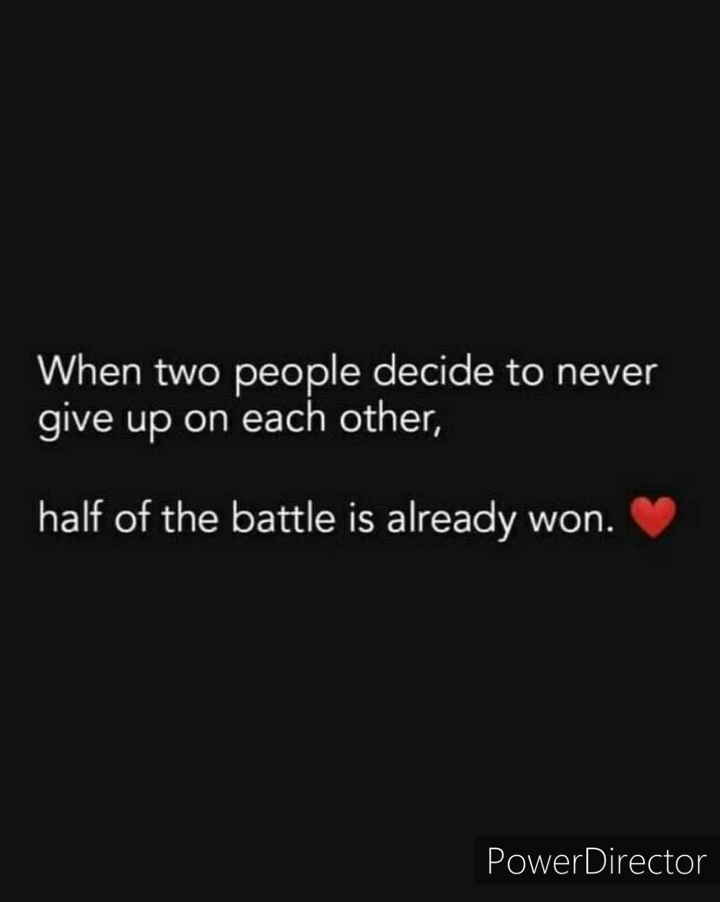 When two people decide to never
give up on each other,
half of the battle is already won. ❤️
PowerDirector